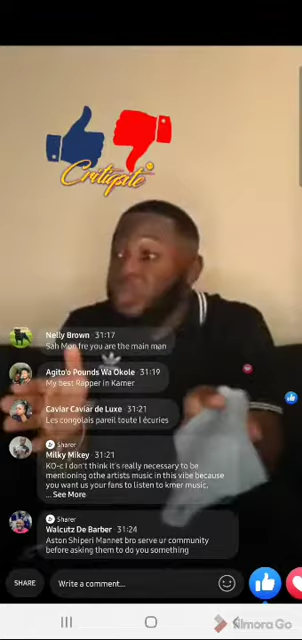 Critiqsite
Nelly Brown · 31:17
Sah Mon fre you are the main man
Agito'o Pounds Wa Okole · 31:19
My best Rapper in Kamer
Caviar Caviar de Luxe · 31:21
Les congolais pareil toute l écuries
Sharer
Milky Mikey · 31:21
KO-c I don't think it's really necessary to be
mentioning othe artists music in this vibe because
you want us your fans to listen to kmer music,
... See More
Sharer
Walcutz De Barber · 31:24
Aston Shiperi Mannet bro serve ur community
before asking them to do you something
SHARE
Write a comment...
FilmoraGo